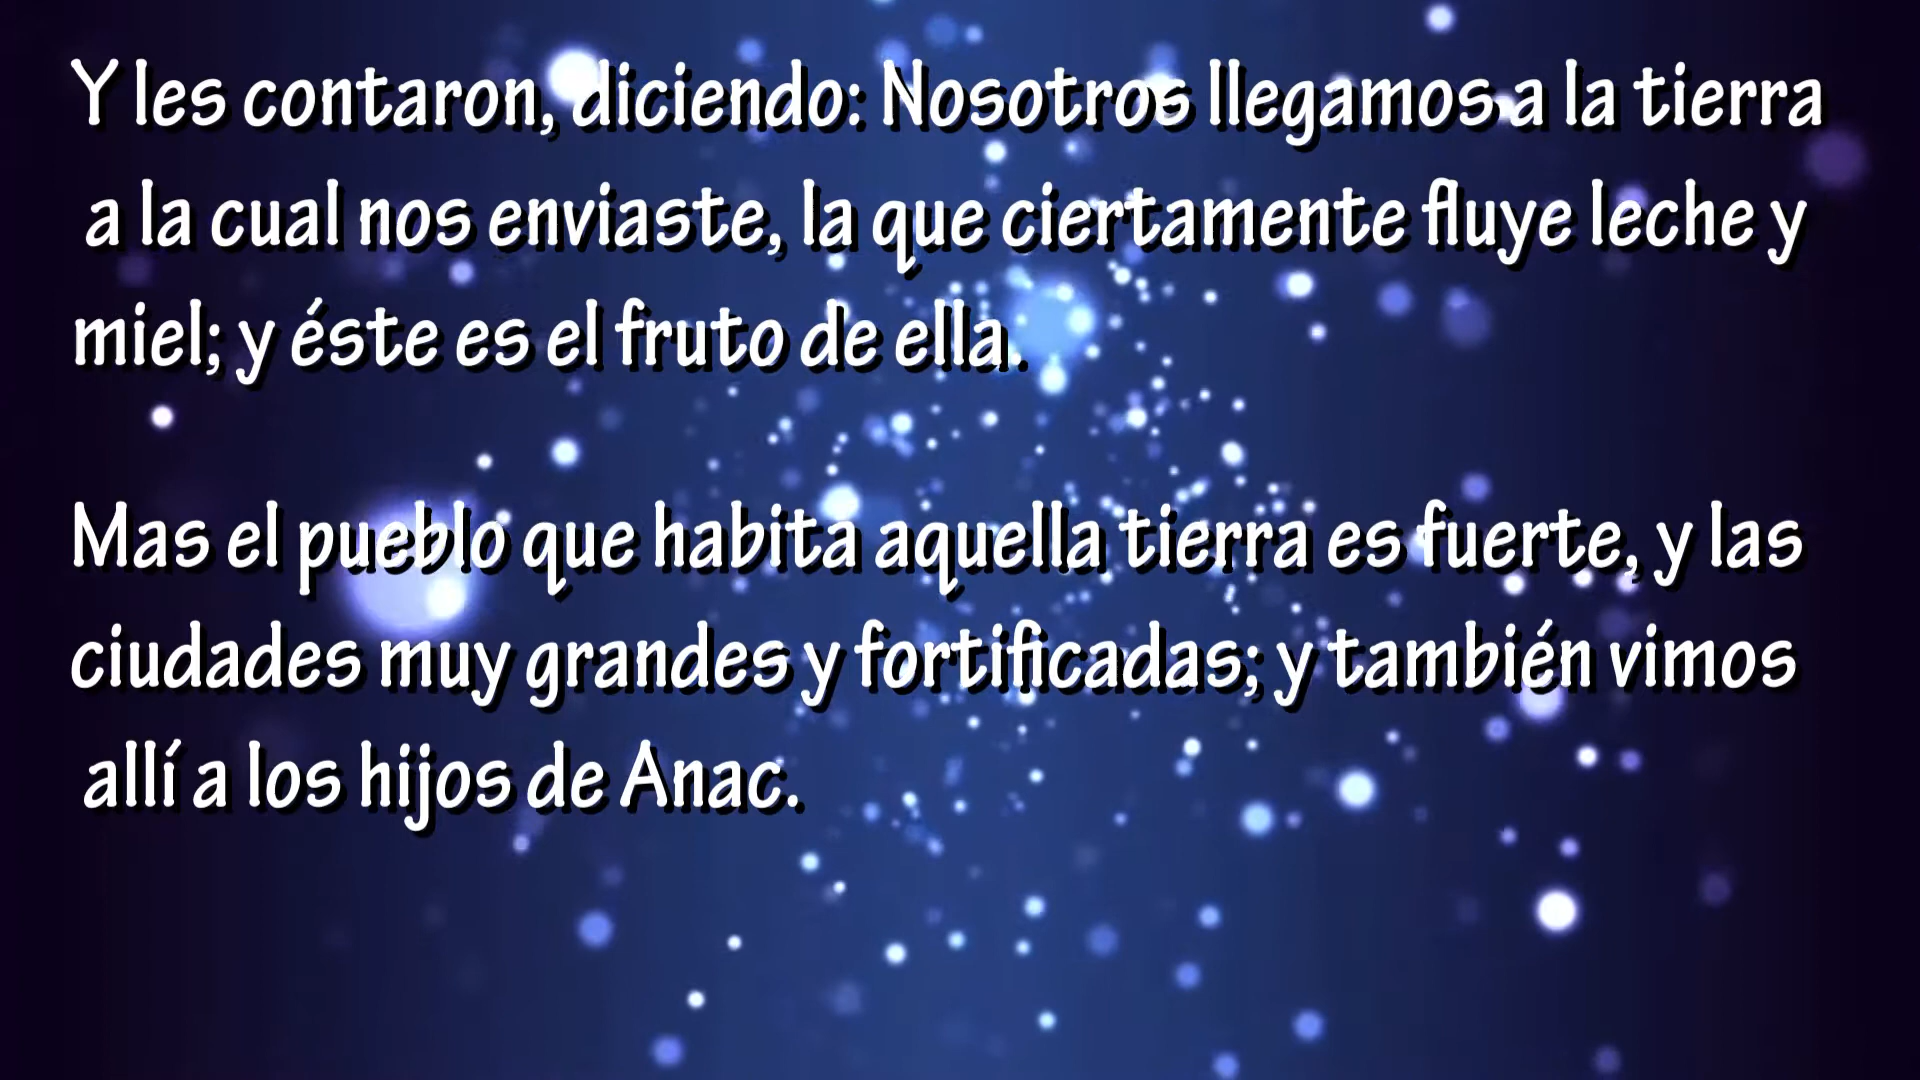 Y les contaron, diciendo: Nosotros llegamos a la tierra
a la cual nos enviaste, la que ciertamente fluye leche y
miel; y éste es el fruto de ella.
Mas el pueblo que habita aquella tierra es fuerte, y las
ciudades muy grandes y fortificadas; y también vimos
allí a los hijos de Anac.